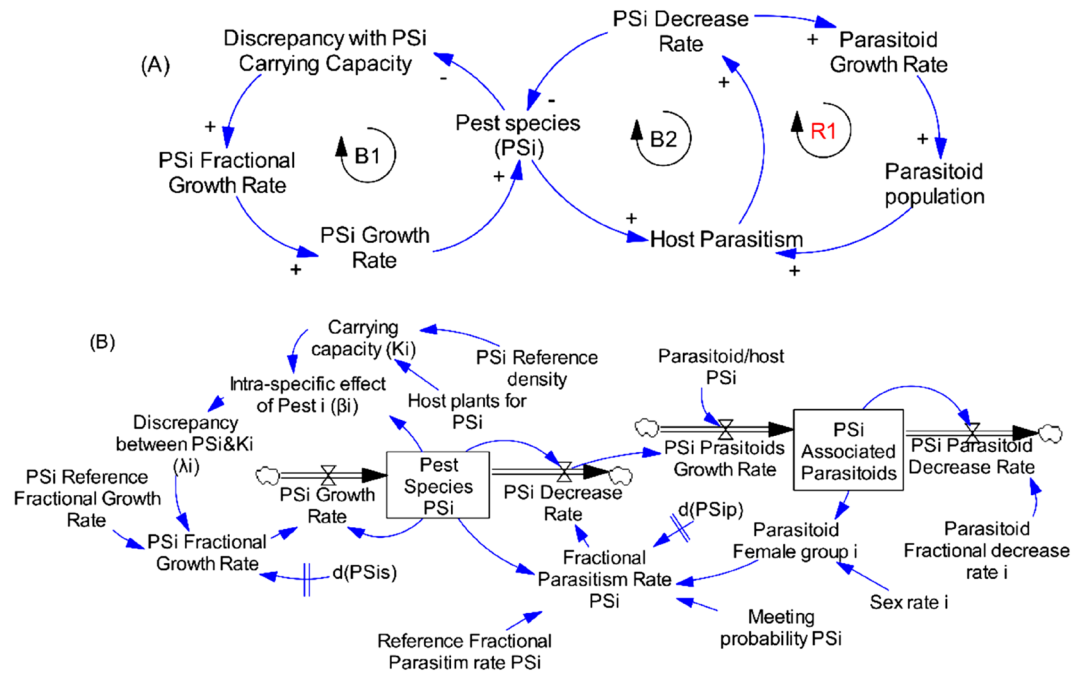 (A)
Discrepancy with PSi
Carrying Capacity
-
+
PSi Fractional
Growth Rate
B1
+
PSi Growth
Rate
+
Pest species
(PSi)
-
PSi Decrease
Rate
+
B2
+
Host Parasitism
+
R1
+
Parasitoid
Growth Rate
+
Parasitoid
population
+
(B)
Carrying
capacity (Ki)
PSi Reference
density
Intra-specific effect
of Pest i (βi)
Host plants for
PSi
Discrepancy
between PSi&Ki
(λi)
PSi Reference
Fractional Growth
Rate
PSi Growth
Rate
Pest
Species
PSi
PSi Decrease
Rate
PSi Fractional
Growth Rate
d(PSis)
d(PSip)
Fractional
Parasitism Rate
PSi
Reference Fractional
Parasitim rate PSi
Meeting
probability PSi
Parasitoid/host
PSi
PSi Prasitoids
Growth Rate
PSi
Associated
Parasitoids
PSi Parasitoid
Decrease Rate
Parasitoid
Female group i
Sex rate i
Parasitoid
Fractional decrease
rate i